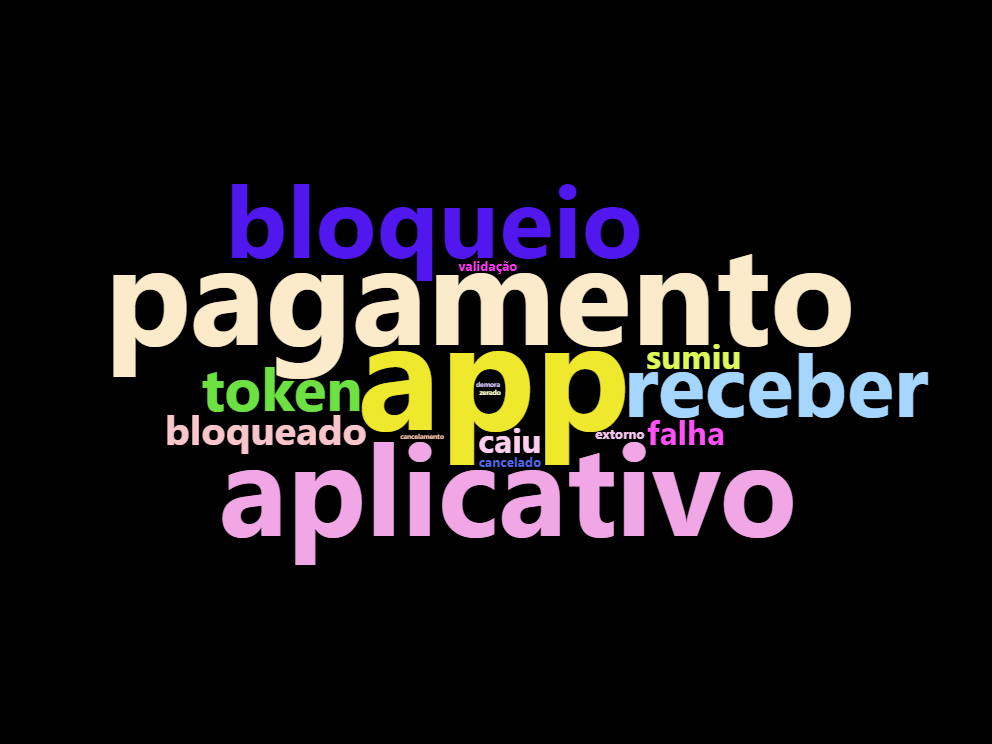 bloqueio
validação
pagamento
sumiu
app
token
receber
demora
zerado
bloqueado
cancelamento
caiu
extorno
falha
cancelado
aplicativo